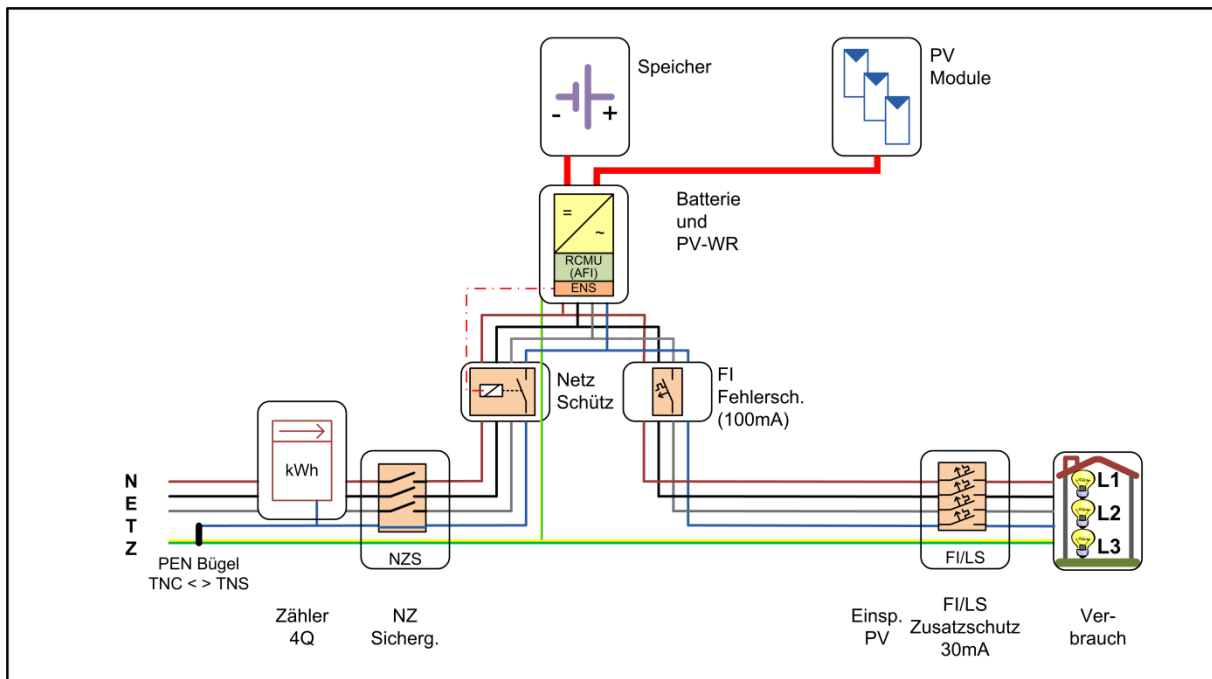 Speicher
- +
PV
Module
=
~
RCMU
(AFI)
ENS
Batterie
und
PV-WR
Netz
Schütz
FI
Fehlersch.
(100mA)
kWh
N
E
T
Z
NZS
FI/LS
L1
L2
L3
PEN Bügel
TNC < > TNS
Zähler
4Q
NZ
Sicherg.
Einsp.
PV
FI/LS
Zusatzschutz
30mA
Ver-
brauch